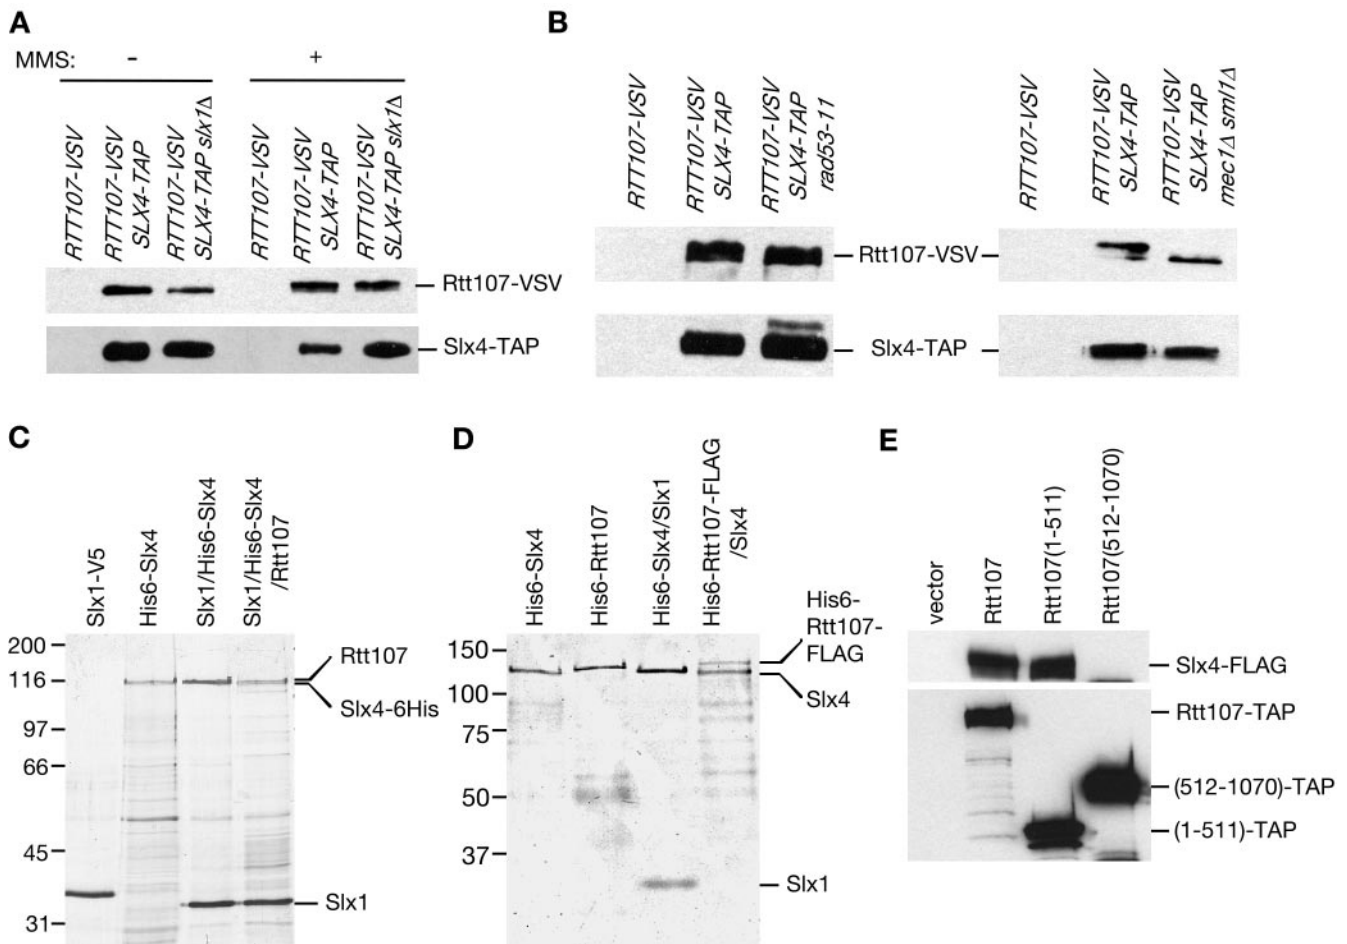 A
MMS: - +
RTT107-VSV
RTT107-VSV
SLX4-TAP
RTT107-VSV
SLX4-TAP slx1Δ
RTT107-VSV
RTT107-VSV
SLX4-TAP
RTT107-VSV
SLX4-TAP slx1Δ
Rtt107-VSV
Slx4-TAP
B
RTT107-VSV
RTT107-VSV
SLX4-TAP
RTT107-VSV
SLX4-TAP
rad53-11
RTT107-VSV
RTT107-VSV
SLX4-TAP
RTT107-VSV
SLX4-TAP
mec1Δ sml1Δ
Rtt107-VSV
Slx4-TAP
C
Slx1-V5
His6-Slx4
Slx1/His6-Slx4
Slx1/His6-Slx4
/Rtt107
200
116
97
66
45
31
Rtt107
Slx4-6His
Slx1
D
His6-Slx4
His6-Rtt107
His6-Slx4/Slx1
His6-Rtt107-FLAG
/Slx4
150
100
75
50
37
His6-
Rtt107-
FLAG
Slx4
Slx1
E
vector
Rtt107
Rtt107(1-511)
Rtt107(512-1070)
Slx4-FLAG
Rtt107-TAP
(512-1070)-TAP
(1-511)-TAP